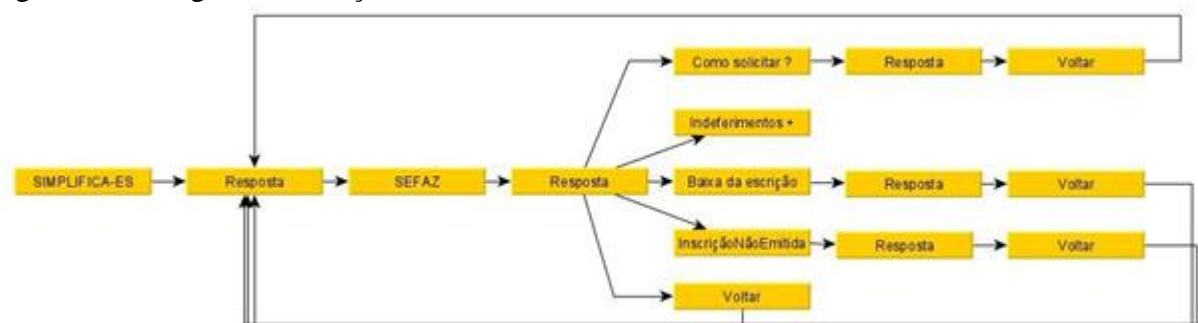 Como solicitar ? Resposta Voltar
Indeferimentos +
SIMPLIFICA-ES Resposta SEFAZ Resposta Baixa da escrição Resposta Voltar
InscriçãoNãoEmitida Resposta Voltar
Voltar